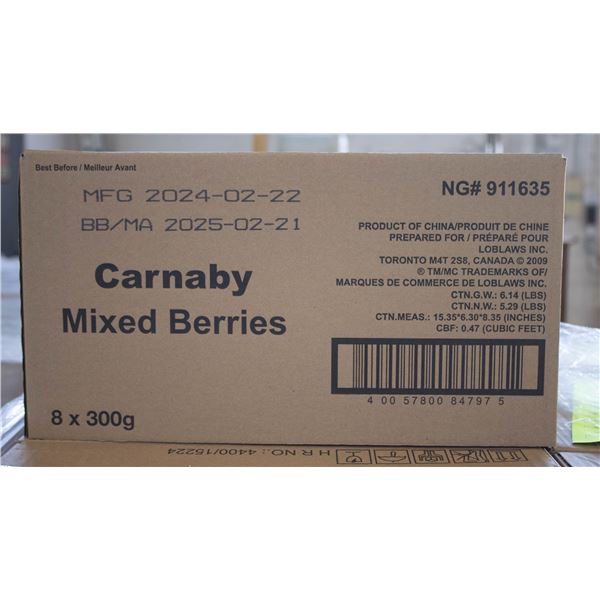 Best Before / Meilleur Avant
MFG 2024-02-22
BB/MA 2025-02-21
NG# 911635
PRODUCT OF CHINA/PRODUIT DE CHINE
PREPARED FOR / PRÉPARÉ POUR
LOBLAWS INC.
TORONTO M4T 2S8, CANADA © 2009
® TM/MC TRADEMARKS OF/
MARQUES DE COMMERCE DE LOBLAWS INC.
CTN.G.W.: 6.14 (LBS)
CTN.N.W.: 5.29 (LBS)
CTN.MEAS.: 15.35*6.30*8.35 (INCHES)
CBF: 0.47 (CUBIC FEET)
Carnaby
Mixed Berries
4 00 57800 84797 5
8 x 300g
H R NO.: 4400/15224